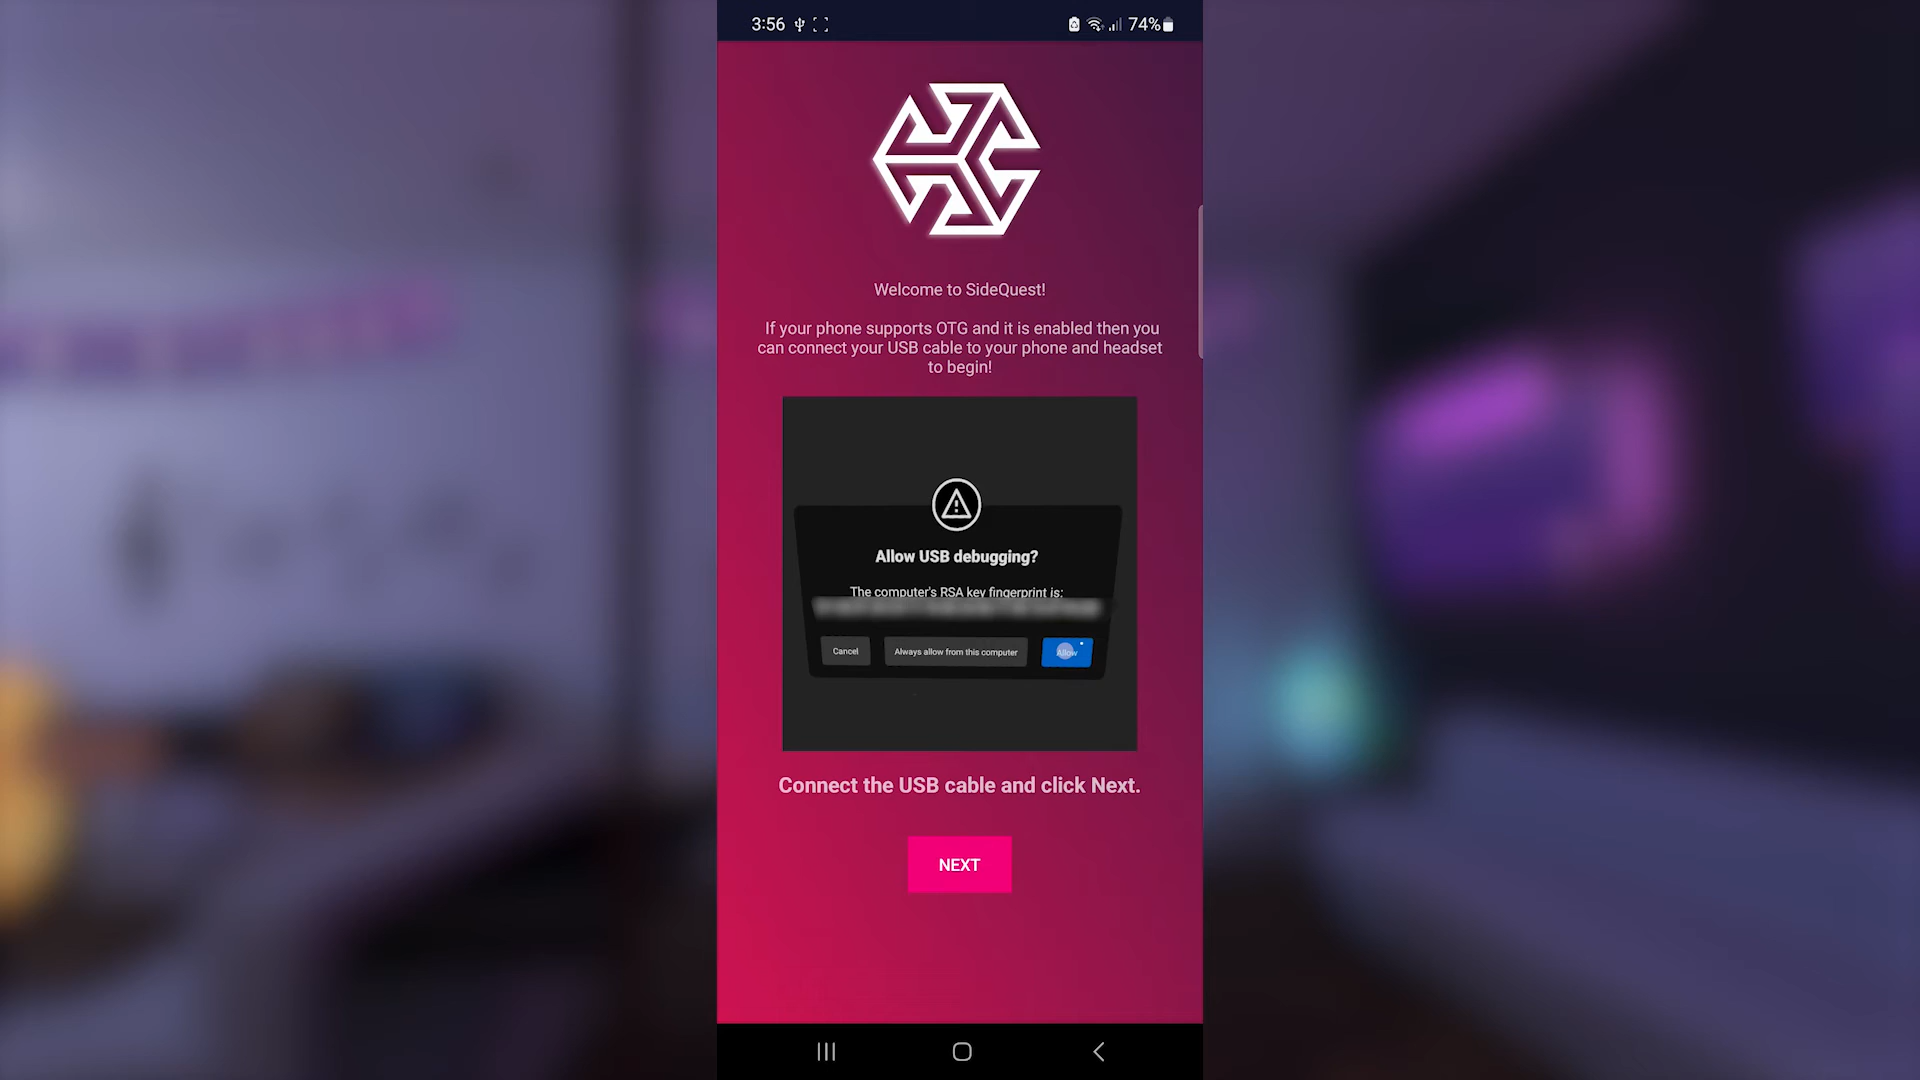 3:56
74%
Welcome to SideQuest!
If your phone supports OTG and it is enabled then you
can connect your USB cable to your phone and headset
to begin!
Allow USB debugging?
The computer's RSA key fingerprint is:
Cancel
Always allow from this computer
Allow
Connect the USB cable and click Next.
NEXT